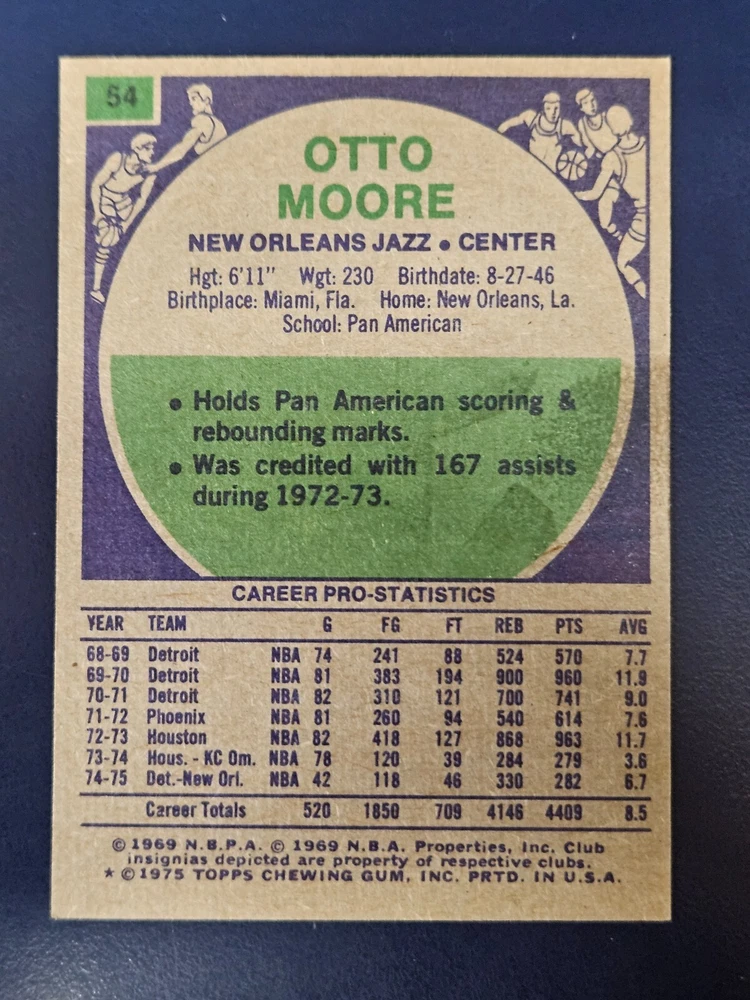 54
OTTO
MOORE
NEW ORLEANS JAZZ • CENTER
Hgt: 6'11" Wgt: 230 Birthdate: 8-27-46
Birthplace: Miami, Fla. Home: New Orleans, La.
School: Pan American
• Holds Pan American scoring &
rebounding marks.
• Was credited with 167 assists
during 1972-73.
CAREER PRO-STATISTICS
YEAR TEAM G FG FT REB PTS AVG
68-69 Detroit NBA 74 241 88 524 570 7.7
69-70 Detroit NBA 81 383 194 900 960 11.9
70-71 Detroit NBA 82 310 121 700 741 9.0
71-72 Phoenix NBA 81 260 94 540 614 7.6
72-73 Houston NBA 82 418 127 868 963 11.7
73-74 Hous. - KC Om. NBA 78 120 39 284 279 3.6
74-75 Det.-New Orl. NBA 42 118 46 330 282 6.7
Career Totals 520 1850 709 4146 4409 8.5
© 1969 N.B.P.A. © 1969 N.B.A. Properties, Inc. Club
insignias depicted are property of respective clubs.
★ © 1975 TOPPS CHEWING GUM, INC. PRTD. IN U.S.A.